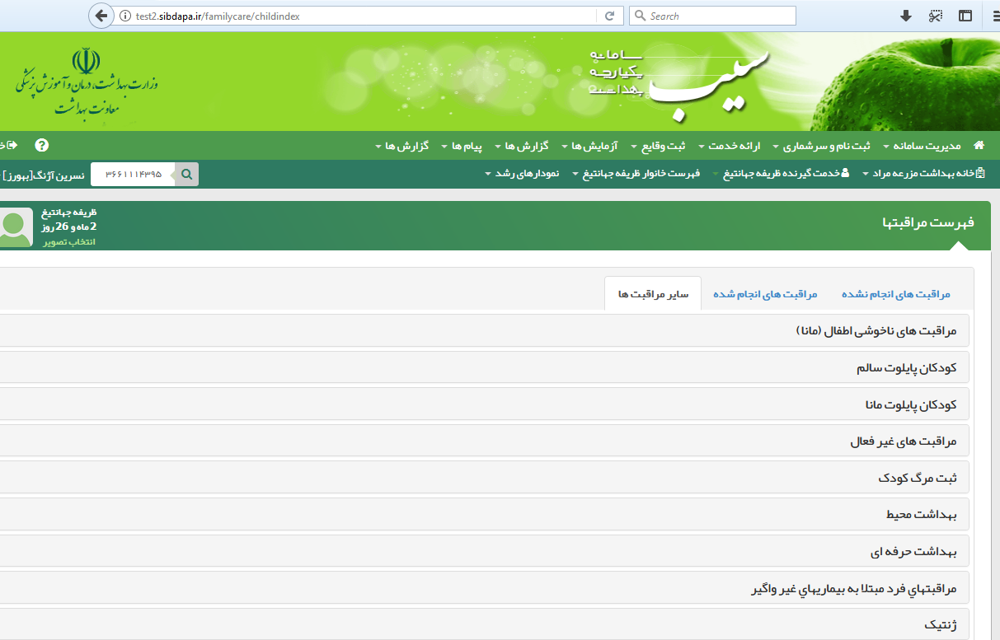 test2.sibdapa.ir/familycare/childindex
Search
وزارت بهداشت، درمان و آموزش پزشکی
معاونت بهداشت
سامانه
یکپارچه
بهداشت
سیب
مدیریت سامانه
ثبت نام و سرشماری
ارائه خدمت
ثبت وقایع
آزمایش ها
گزارش ها
پیام ها
گزارش ها
خانه بهداشت مزرعه مراد
خدمت گیرنده ظریفه جهانتیغ
فهرست خانوار ظریفه جهانتیغ
نمودارهای رشد
۳۶۶۱۱۱۴۳۹۵
نسرین آژنگ[بهورز]
فهرست مراقبتها
ظریفه جهانتیغ
2 ماه و 26 روز
انتخاب تصویر
مراقبت های انجام نشده
مراقبت های انجام شده
سایر مراقبت ها
مراقبت های ناخوشی اطفال (مانا)
کودکان پایلوت سالم
کودکان پایلوت مانا
مراقبت های غیر فعال
ثبت مرگ کودک
بهداشت محیط
بهداشت حرفه ای
مراقبتهاي فرد مبتلا به بیماریهاي غیر واگیر
ژنتیک